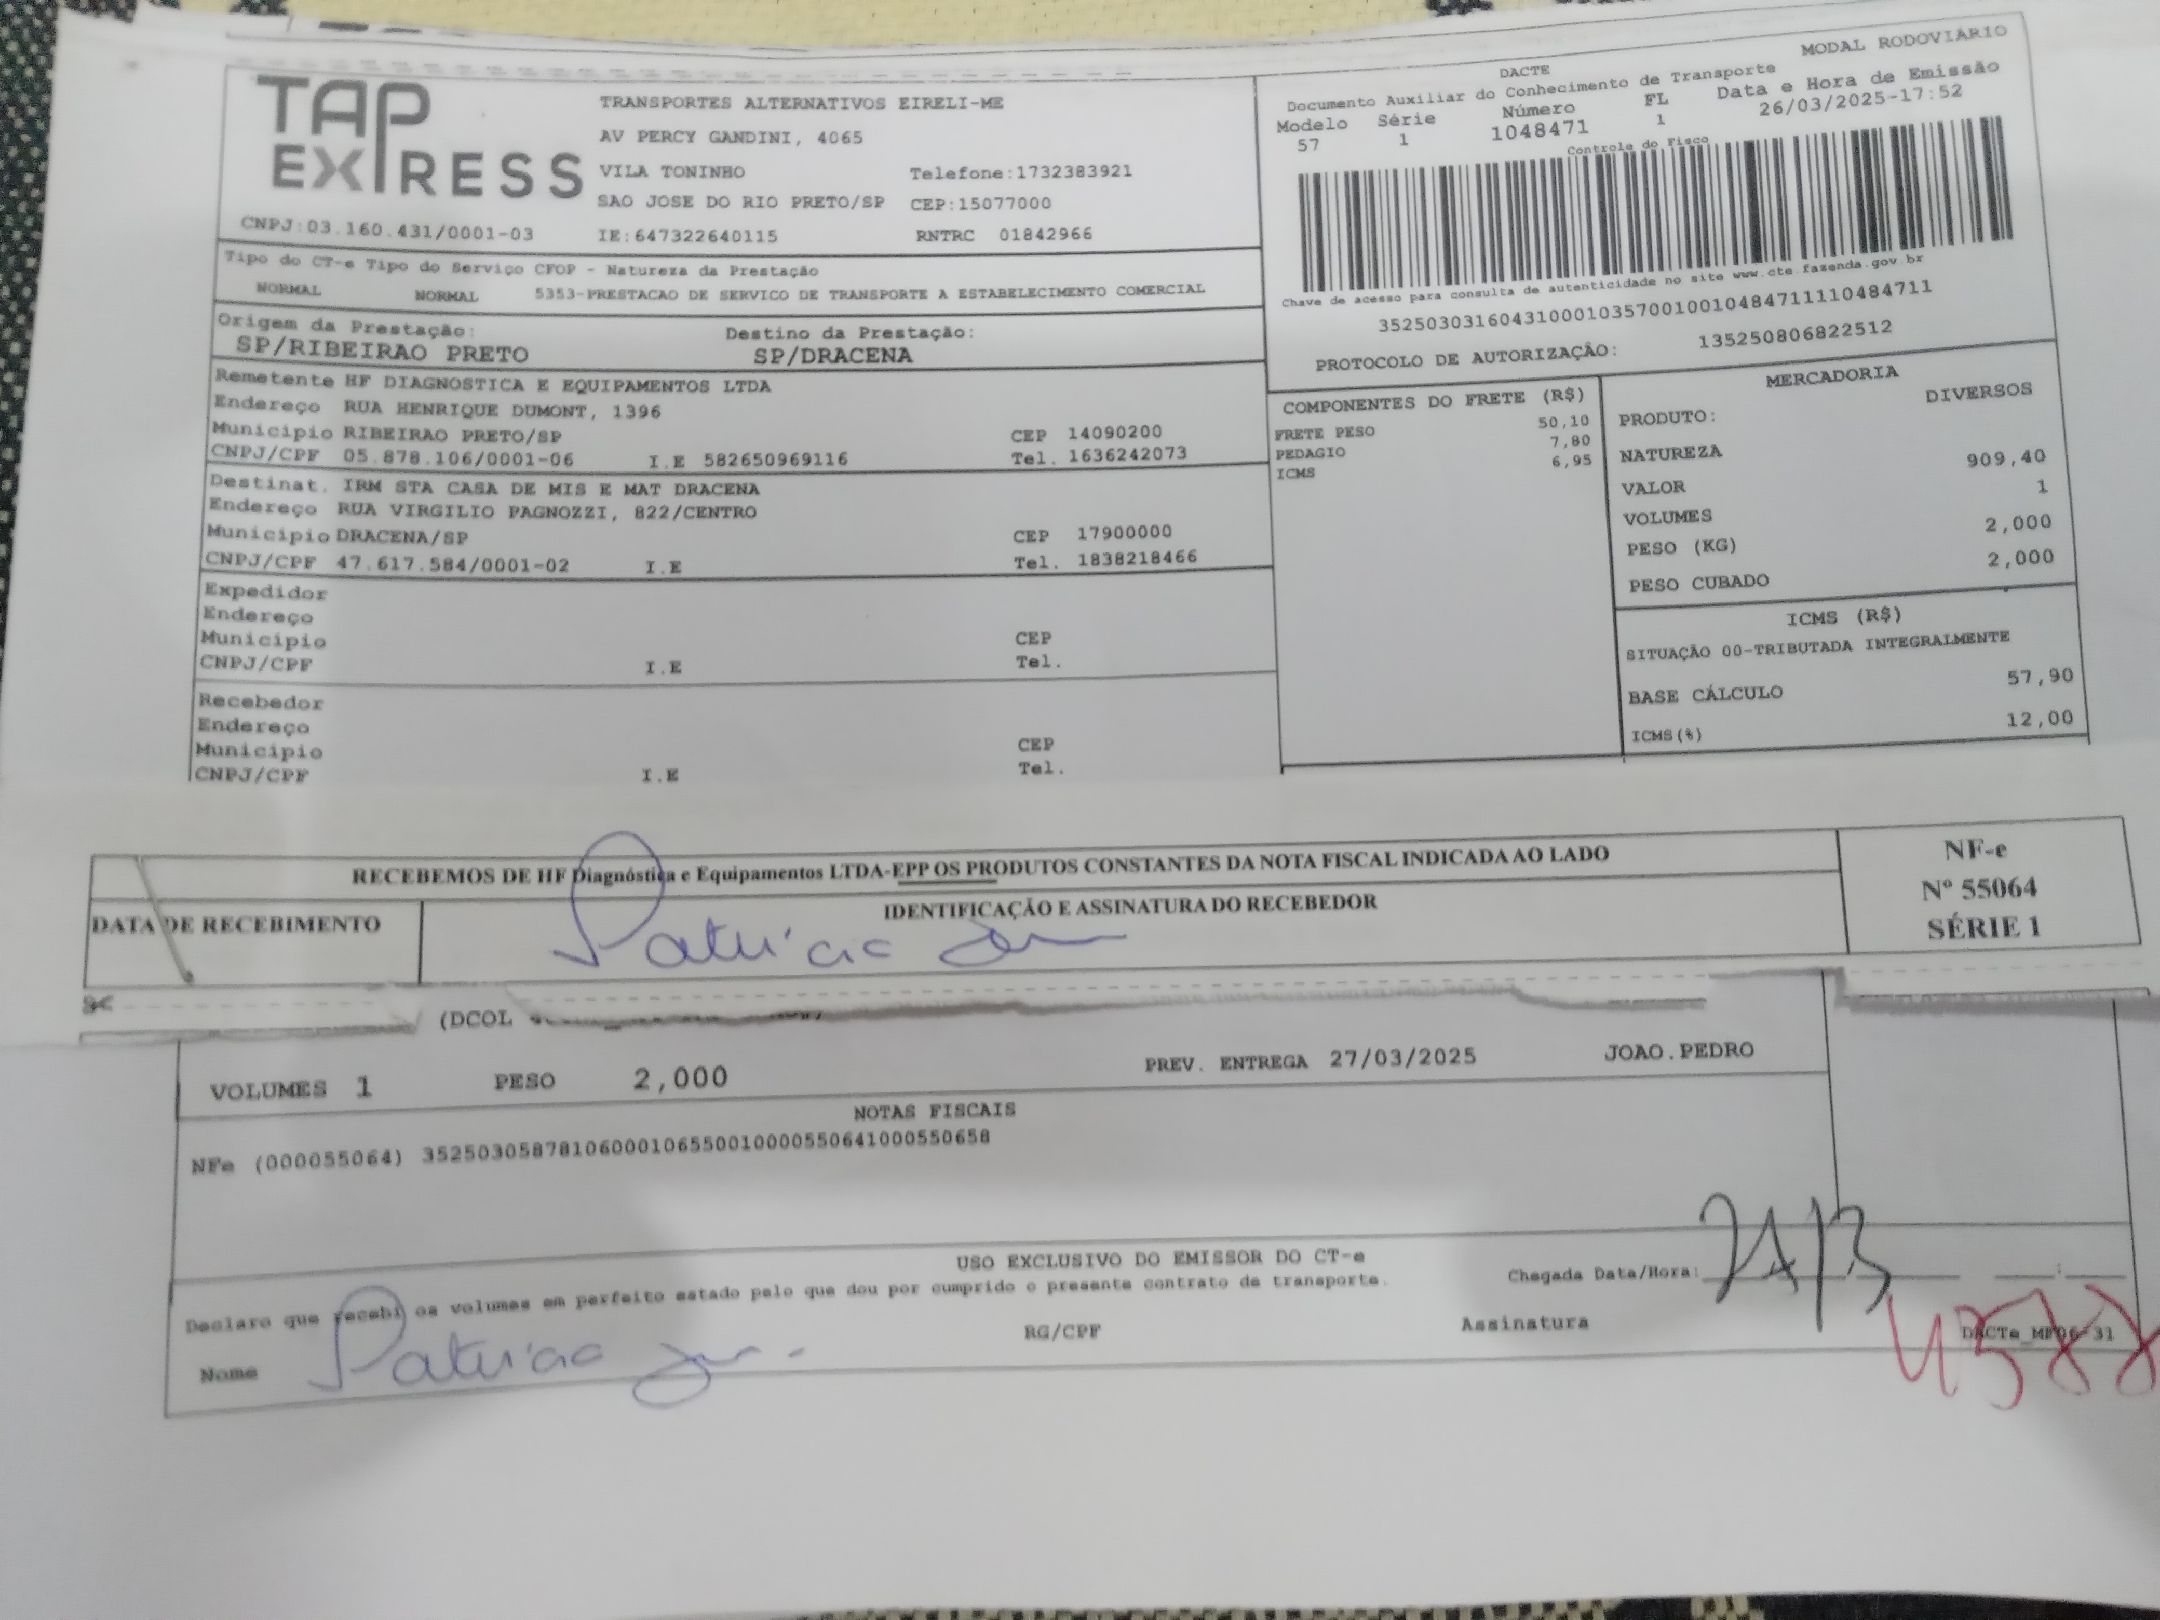 TAP EXPRESS
TRANSPORTES ALTERNATIVOS EIRELI-ME
AV PERCY GANDINI, 4065
VILA TONINHO Telefone:1732383921
SAO JOSE DO RIO PRETO/SP CEP:15077000
CNPJ:03.160.431/0001-03 IE:647322640115 RNTRC 01842966
Tipo do CT-e Tipo do Serviço CFOP - Natureza da Prestação
NORMAL NORMAL 5353-PRESTACAO DE SERVICO DE TRANSPORTE A ESTABELECIMENTO COMERCIAL
Origem da Prestação: Destino da Prestação:
SP/RIBEIRAO PRETO SP/DRACENA
Remetente HF DIAGNOSTICA E EQUIPAMENTOS LTDA
Endereço RUA HENRIQUE DUMONT, 1396
Municipio RIBEIRAO PRETO/SP CEP 14090200
CNPJ/CPF 05.878.106/0001-06 I.E 582650969116 Tel. 1636242073
Destinat. IRM STA CASA DE MIS E MAT DRACENA
Endereço RUA VIRGILIO PAGNOZZI, 822/CENTRO
Municipio DRACENA/SP CEP 17900000
CNPJ/CPF 47.617.584/0001-02 I.E Tel. 1838218466
Expedidor
Endereço
Municipio CEP
CNPJ/CPF I.E Tel.
Recebedor
Endereço
Municipio CEP
CNPJ/CPF I.E Tel.
DACTE MODAL RODOVIARIO
Documento Auxiliar do Conhecimento de Transporte
Modelo Série Número FL Data e Hora de Emissão
57 1 1048471 1 26/03/2025-17:52
Controle do Fisco
Chave de acesso para consulta de autenticidade no site www.cte.fazenda.gov.br
35250303160431000103570010010484711110484711
PROTOCOLO DE AUTORIZAÇÃO: 135250806822512
COMPONENTES DO FRETE (R$)
FRETE PESO 50,10
PEDAGIO 7,80
ICMS 6,95
MERCADORIA
PRODUTO: DIVERSOS
NATUREZA
VALOR 909,40
VOLUMES 1
PESO (KG) 2,000
PESO CUBADO 2,000
ICMS (R$)
SITUAÇÃO 00-TRIBUTADA INTEGRALMENTE
BASE CÁLCULO 57,90
ICMS(%) 12,00
RECEBEMOS DE HF Diagnóstica e Equipamentos LTDA-EPP OS PRODUTOS CONSTANTES DA NOTA FISCAL INDICADA AO LADO
DATA DE RECEBIMENTO IDENTIFICAÇÃO E ASSINATURA DO RECEBEDOR
Patricia
NF-e
Nº 55064
SÉRIE 1
(DCOL
VOLUMES 1 PESO 2,000 PREV. ENTREGA 27/03/2025 JOAO.PEDRO
NOTAS FISCAIS
NFe (000055064) 35250305878106000106550010000550641000550658
USO EXCLUSIVO DO EMISSOR DO CT-e
Declaro que recebi os volumes em perfeito estado pelo que dou por cumprido o presente contrato de transporte.
Chegada Data/Hora:
Nome Patricia RG/CPF Assinatura